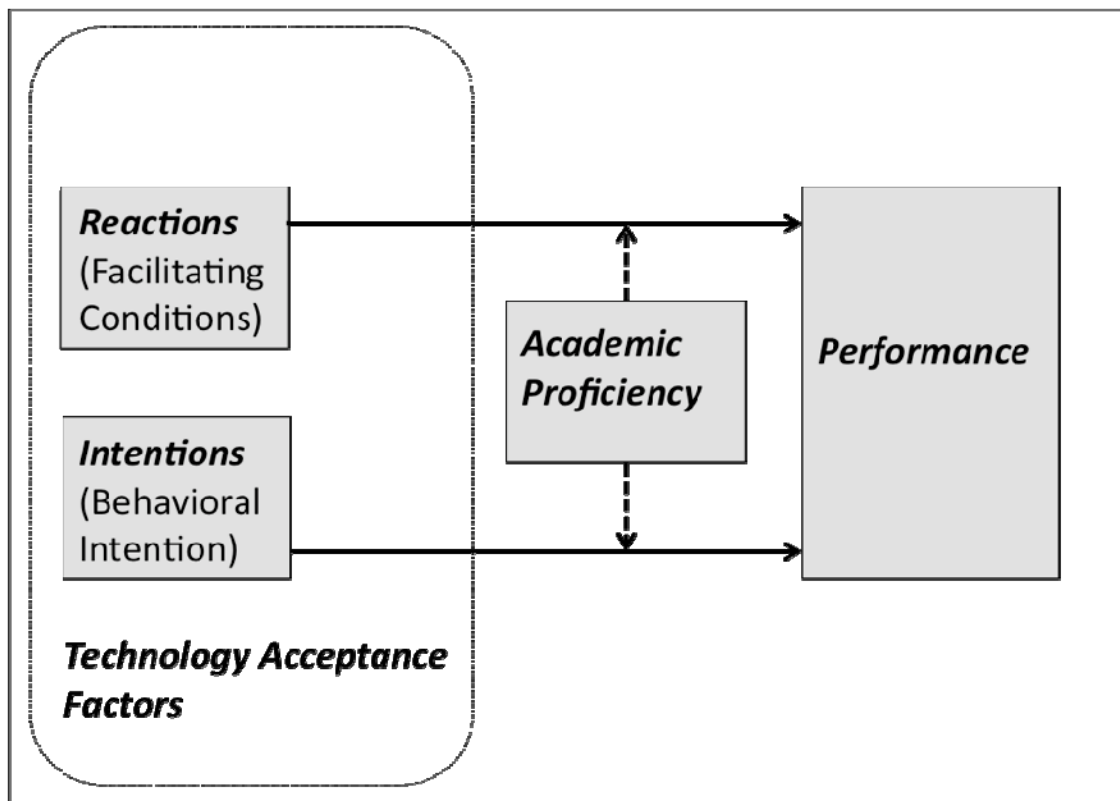 Reactions
(Facilitating
Conditions)
Intentions
(Behavioral
Intention)
Technology Acceptance
Factors
Academic
Proficiency
Performance